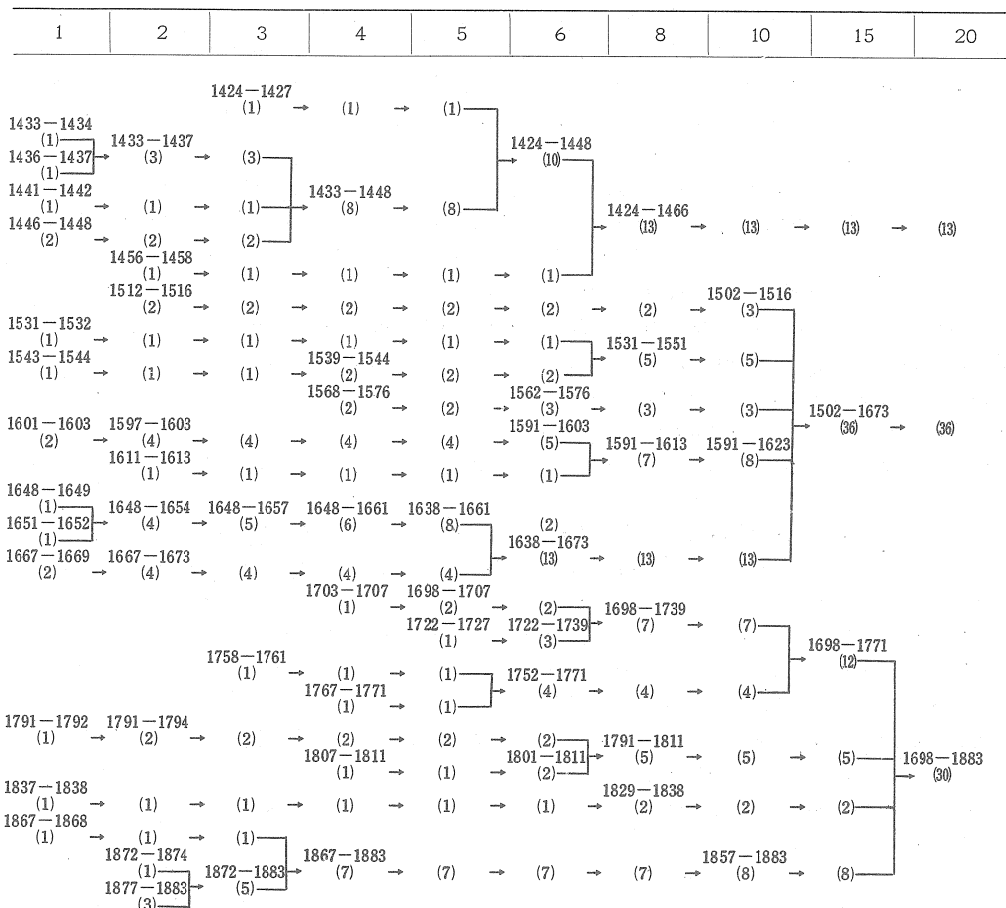 1 2 3 4 5 6 8 10 15 20
1424—1427
(1) → (1) → (1)
1433—1434
(1)
1433—1437
1424—1448
1436—1437
(3) → (3)
(10)
(1)
1441—1442
1433—1448
(1) → (1) → (1) → (8) → (8)
1424—1466
1446—1448
(13) → (13) → (13) → (13)
(2) → (2) → (2)
1456—1458
(1) → (1) → (1) → (1) → (1)
1512—1516
1502—1516
(2) → (2) → (2) → (2) → (2) → (2) → (3)
1531—1532
(1) → (1) → (1) → (1) → (1) → (1)
1531—1551
1543—1544
1539—1544
(5) → (5)
(1) → (1) → (1) → (2) → (2) → (2)
1568—1576
1562—1576
(2) → (2) → (3) → (3) → (3)
1502—1673
1601—1603
1597—1603
1591—1603
(36) → (36)
(2) → (4) → (4) → (4) → (4) → (5)
1591—1613
1591—1623
1611—1613
(7) → (8)
(1) → (1) → (1) → (1) → (1)
1648—1649
(1)
1648—1654
1648—1657
1648—1661
1638—1661
1651—1652
(4) → (5) → (6) → (8)
(2)
(1)
1638—1673
1667—1669
1667—1673
(13) → (13) → (13)
(2) → (4) → (4) → (4) → (4)
1703—1707
1698—1707
(1) → (2) → (2)
1698—1739
1722—1727
1722—1739
(7) → (7)
(1) → (3)
1698—1771
1758—1761
(12)
(1) → (1) → (1)
1752—1771
1767—1771
(4) → (4) → (4)
(1) → (1)
1791—1792
1791—1794
(1) → (2) → (2) → (2) → (2) → (2)
1791—1811
1807—1811
1801—1811
(5) → (5) → (5)
1698—1883
(1) → (1) → (2)
(30)
1837—1838
1829—1838
(1) → (1) → (1) → (1) → (1) → (1) → (2) → (2) → (2)
1867—1868
(1) → (1) → (1)
1872—1874
1867—1883
1857—1883
(1)
1872—1883
(7) → (7) → (7) → (7) → (8) → (8)
1877—1883
(5)
(3)